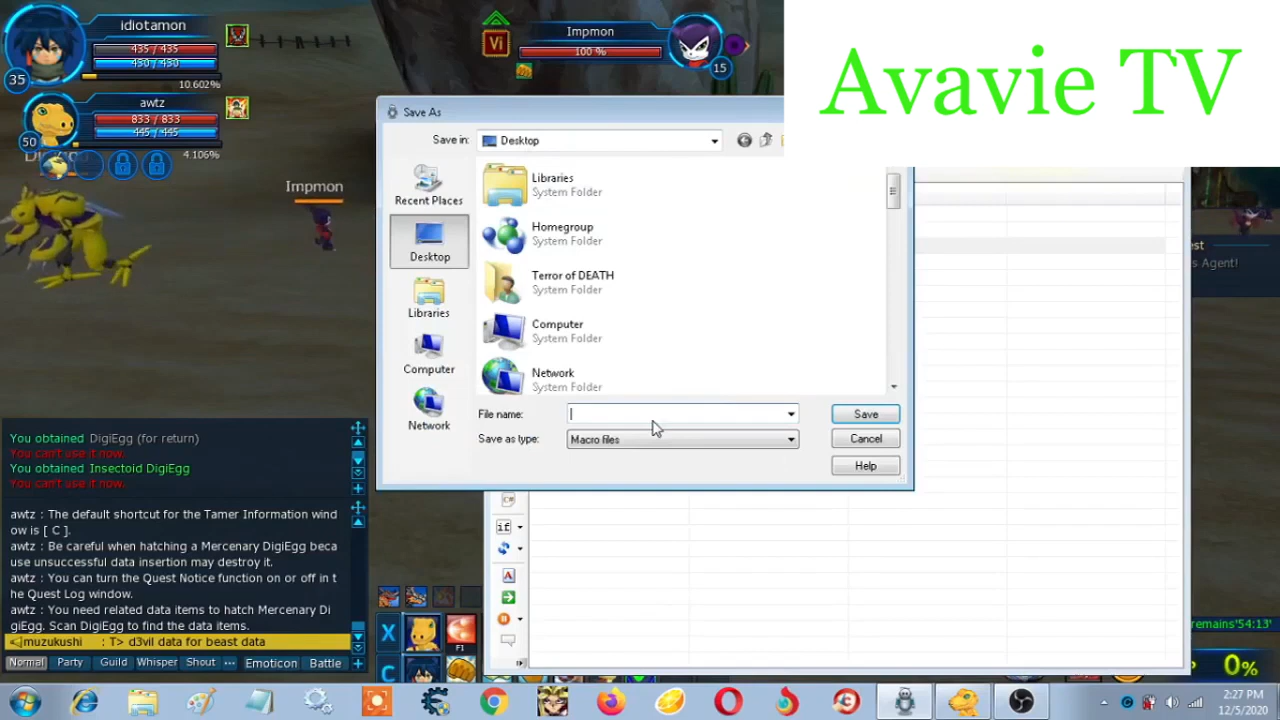 idiotamon
435 / 435
430 / 430
35
10.602%
awtz
833 / 833
445 / 445
50
4.106%
Impmon
Vi
Impmon
100 %
15
Avavie TV
Save As
Save in:
Desktop
Recent Places
Desktop
Libraries
Computer
Network
Libraries
System Folder
Homegroup
System Folder
Terror of DEATH
System Folder
Computer
System Folder
Network
System Folder
File name:
Save
Save as type:
Macro files
Cancel
Help
est
s Agent!
C#
if
A
You obtained DigiEgg (for return)
You can't use it now.
You obtained Insectoid DigiEgg
You can't use it now.
awtz : The default shortcut for the Tamer Information wind
ow is [ C ].
awtz : Be careful when hatching a Mercenary DigiEgg beca
use unsuccessful data insertion may destroy it.
awtz : You can turn the Quest Notice function on or off in t
he Quest Log window.
awtz : You need related data items to hatch Mercenary Di
giEgg. Scan DigiEgg to find the data items.
muzukushi : T> d3vil data for beast data
Normal Party Guild Whisper Shout ... Emoticon Battle
X
F1
C
remains'54:13'
0%
2:27 PM
12/5/2020